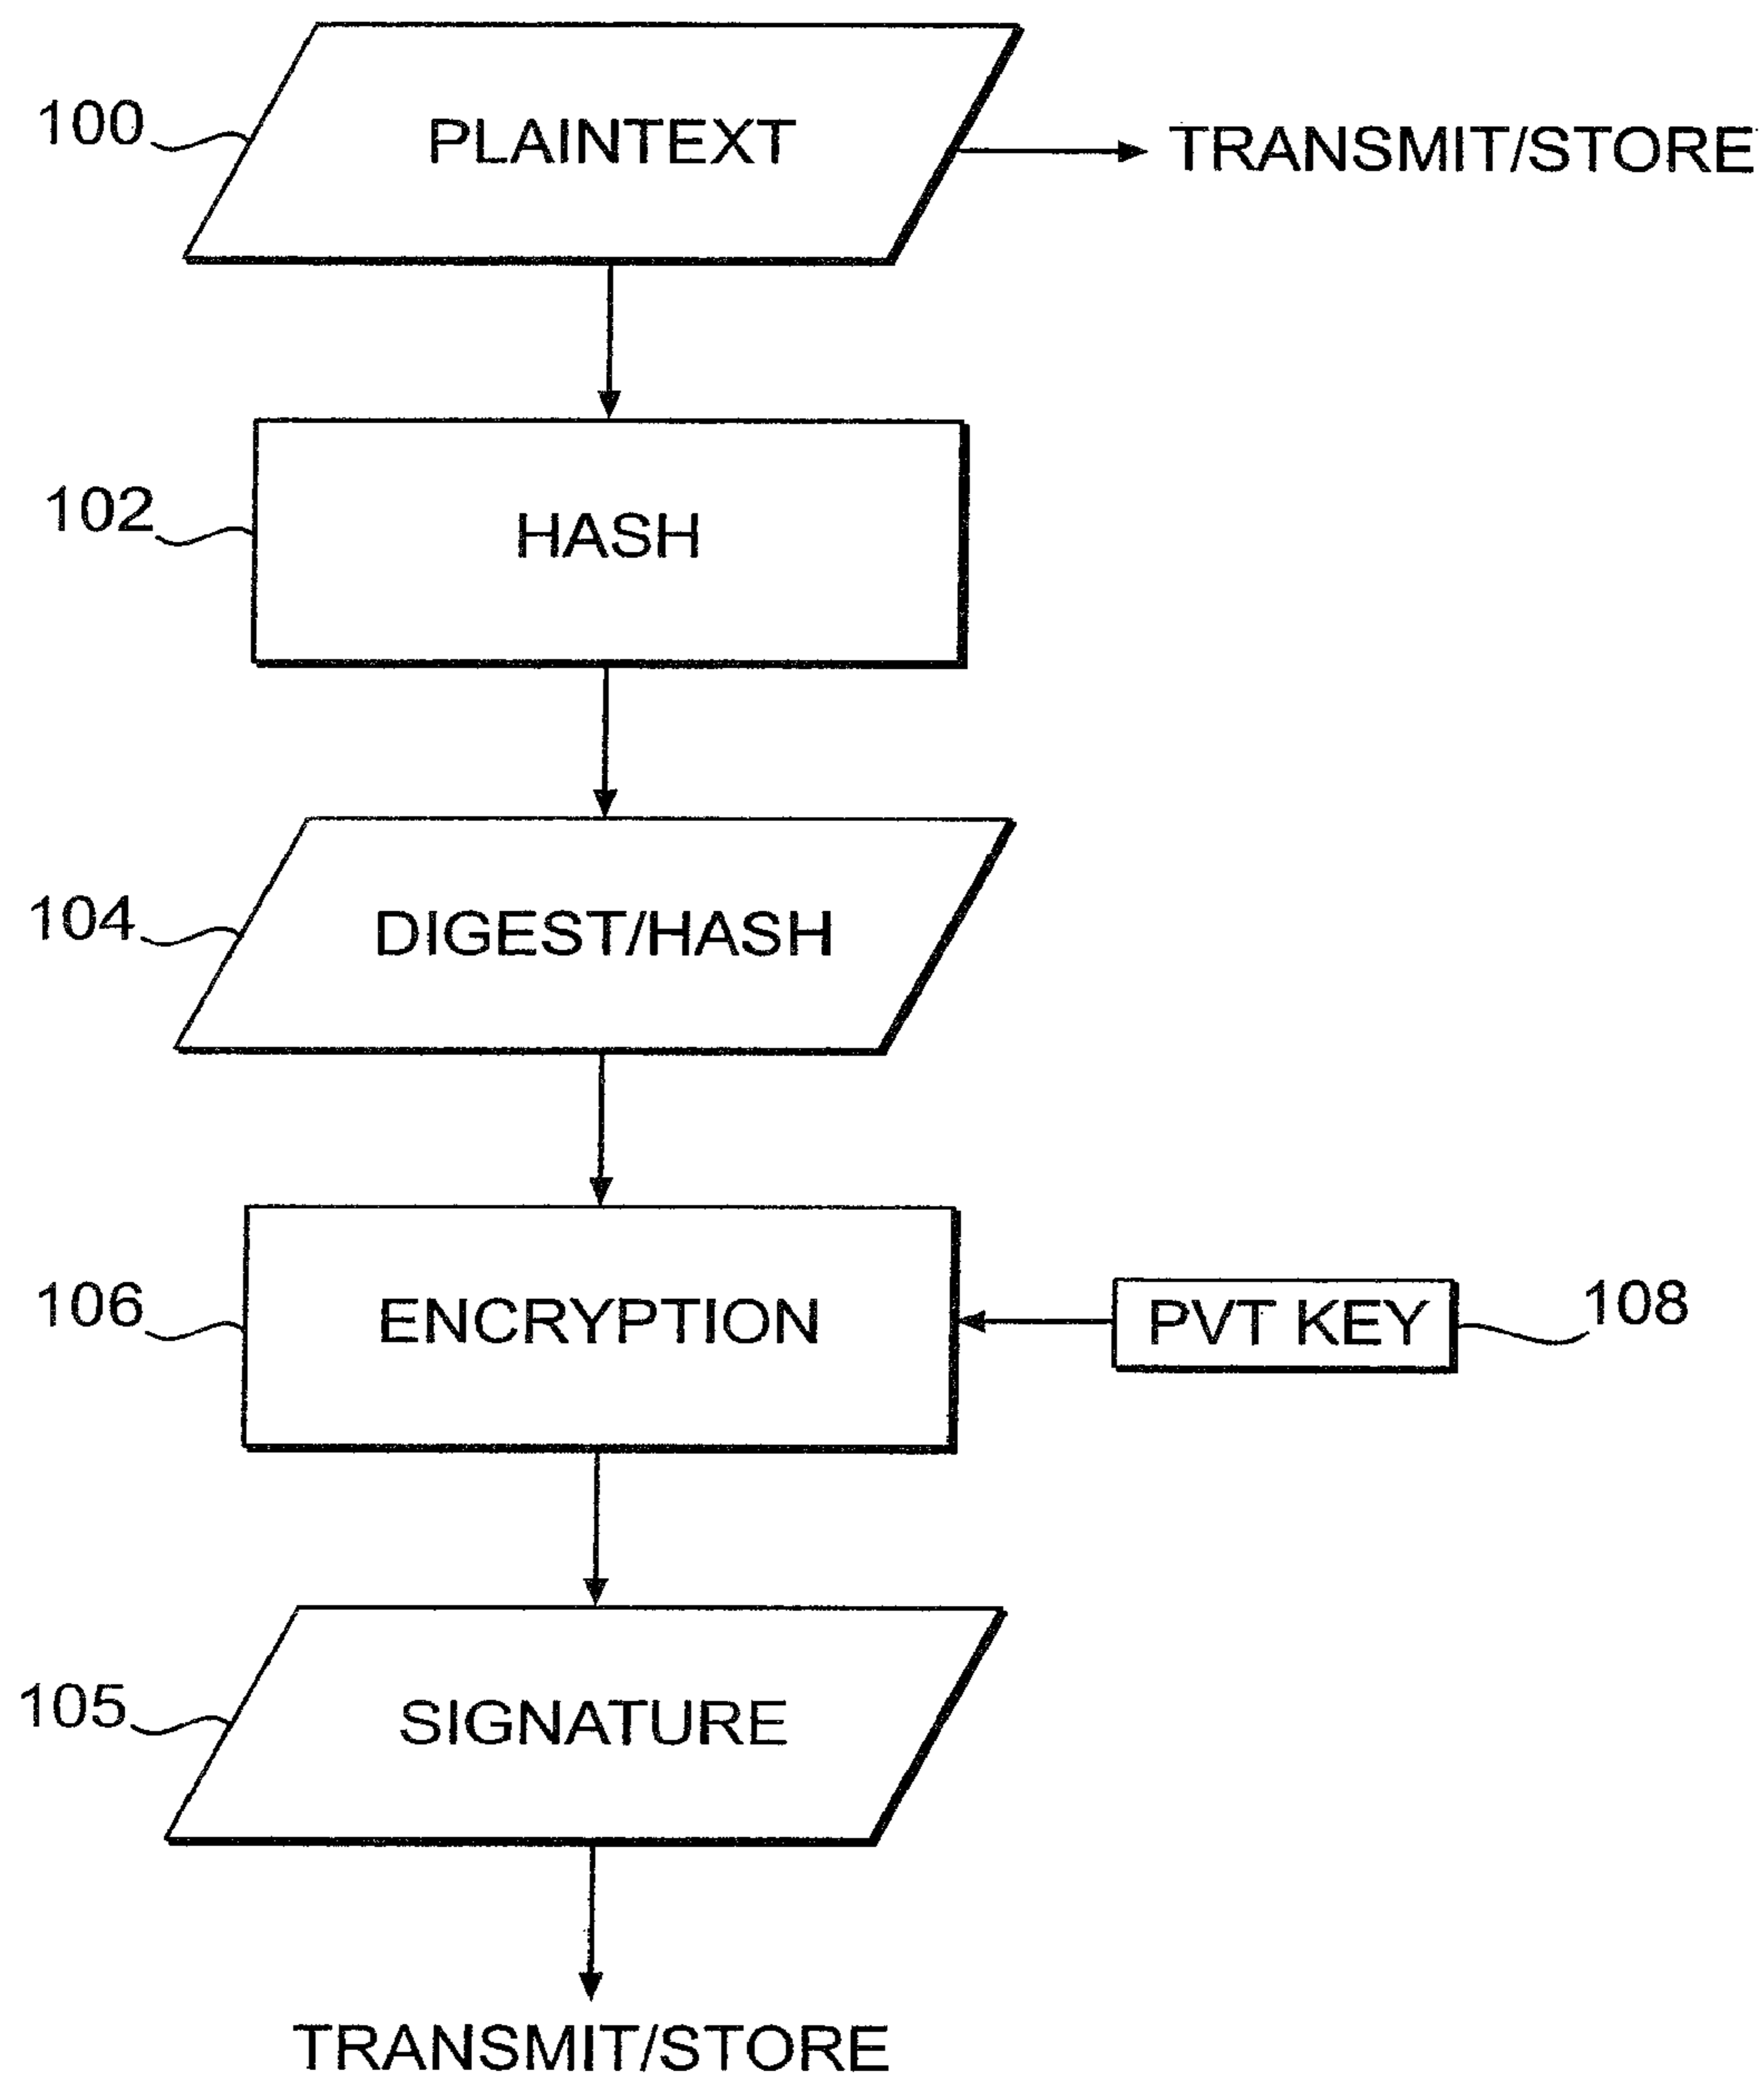 100
PLAINTEXT
TRANSMIT/STORE
102
HASH
104
DIGEST/HASH
106
ENCRYPTION
PVT KEY
108
105
SIGNATURE
TRANSMIT/STORE